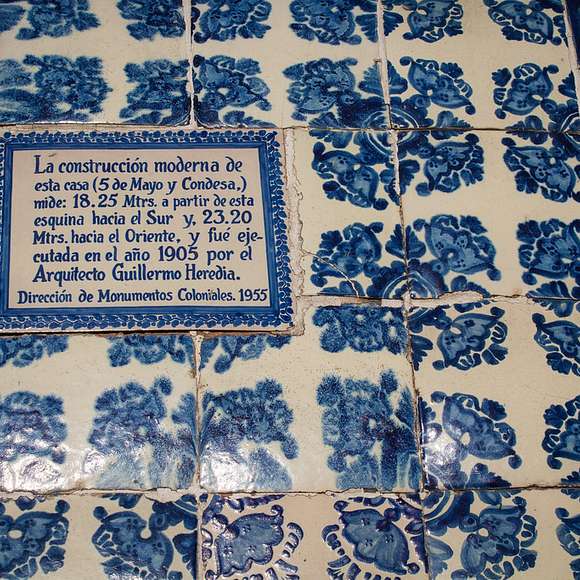 La construcción moderna de
esta casa (5 de Mayo y Condesa,)
mide: 18.25 Mtrs. a partir de esta
esquina hacia el Sur y, 23.20
Mtrs. hacia el Oriente, y fué eje-
cutada en el año 1905 por el
Arquitecto Guillermo Heredia.
Dirección de Monumentos Coloniales. 1955